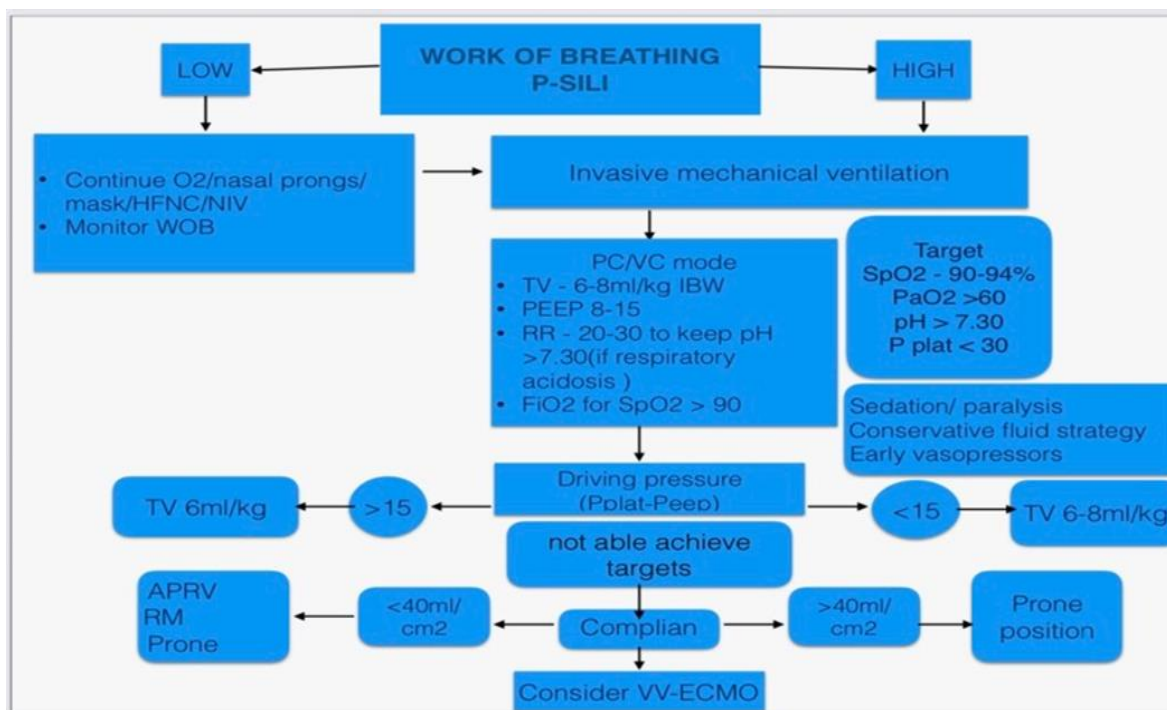 WORK OF BREATHING
P-SILI
LOW
HIGH
• Continue O2/nasal prongs/
mask/HFNC/NIV
• Monitor WOB
Invasive mechanical ventilation
PC/VC mode
• TV - 6-8ml/kg IBW
• PEEP 8-15
• RR - 20-30 to keep pH
>7.30(if respiratory
acidosis )
• FiO2 for SpO2 > 90
Target
SpO2 - 90-94%
PaO2 >60
pH > 7.30
P plat < 30
Sedation/ paralysis
Conservative fluid strategy
Early vasopressors
Driving pressure
(Pplat-Peep)
>15
TV 6ml/kg
<15
TV 6-8ml/kg
not able achieve
targets
Complian
<40ml/
cm2
APRV
RM
Prone
>40ml/
cm2
Prone
position
Consider VV-ECMO